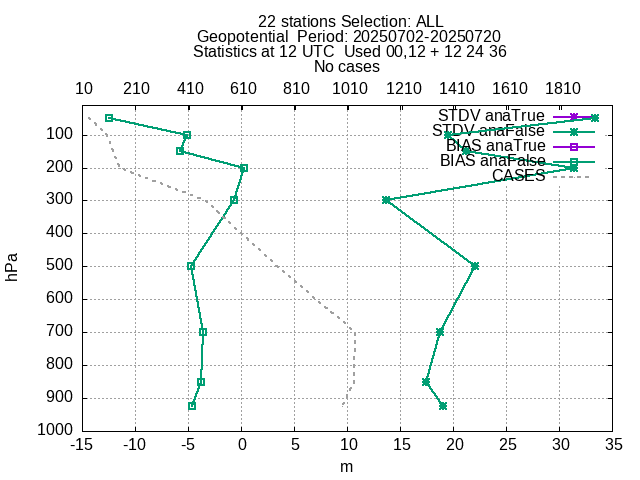 22 stations Selection: ALL
Geopotential  Period: 20250702-20250720
Statistics at 12 UTC  Used 00,12 + 12 24 36
No cases
10 210 410 610 810 1010 1210 1410 1610 1810
STDV anaTrue
STDV anaFalse
BIAS anaTrue
BIAS anaFalse
CASES
100
200
300
400
500
600
700
800
900
1000
hPa
-15 -10 -5 0 5 10 15 20 25 30 35
m